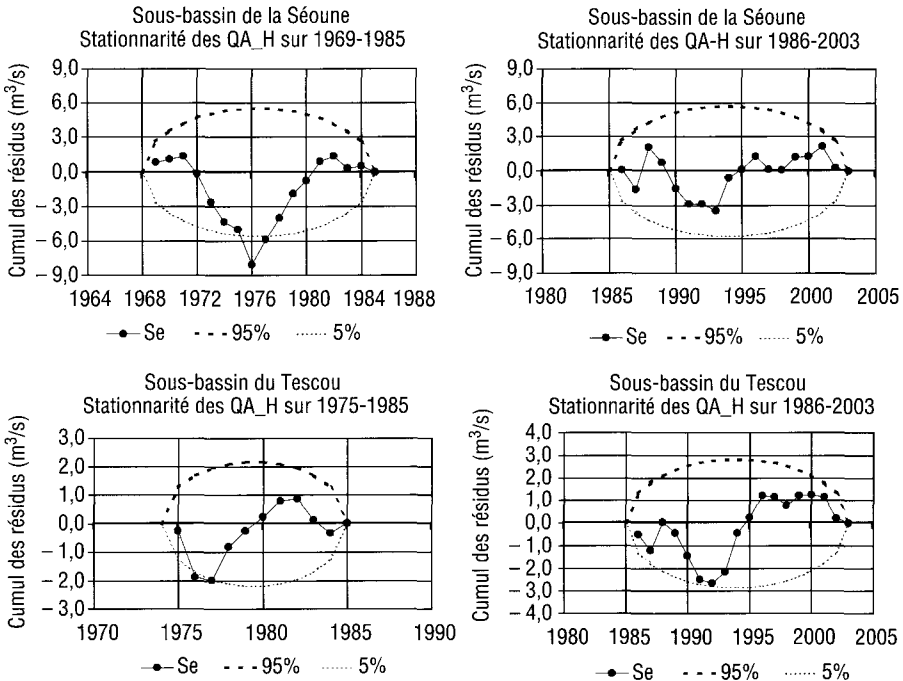 Sous-bassin de la Séoune
Stationnarité des QA_H sur 1969-1985
Cumul des résidus (m³/s)
9,0
6,0
3,0
0,0
– 3,0
– 6,0
– 9,0
1964 1968 1972 1976 1980 1984 1988
Se 95% 5%
Sous-bassin de la Séoune
Stationnarité des QA-H sur 1986-2003
Cumul des résidus (m³/s)
9,0
6,0
3,0
0,0
– 3,0
– 6,0
9,0
1980 1985 1990 1995 2000 2005
Se 95% 5%
Sous-bassin du Tescou
Stationnarité des QA_H sur 1975-1985
Cumul des résidus (m³/s)
3,0
2,0
1,0
0,0
– 1,0
– 2,0
3,0
1970 1975 1980 1985 1990
Se 95% 5%
Sous-bassin du Tescou
Stationnarité des QA_H sur 1986-2003
Cumul des résidus (m³/s)
4,0
3,0
2,0
1,0
0,0
– 1,0
– 2,0
– 3,0
– 4,0
1980 1985 1990 1995 2000 2005
Se 95% 5%